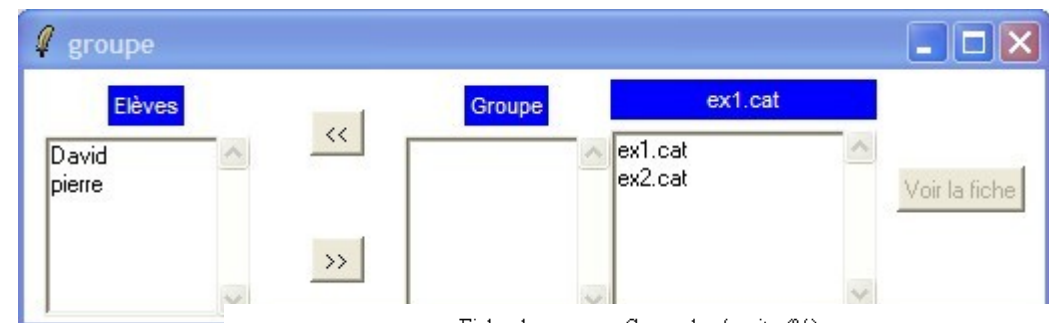 groupe
Elèves
Groupe
ex1.cat
<<
David
pierre
ex1.cat
ex2.cat
Voir la fiche
>>